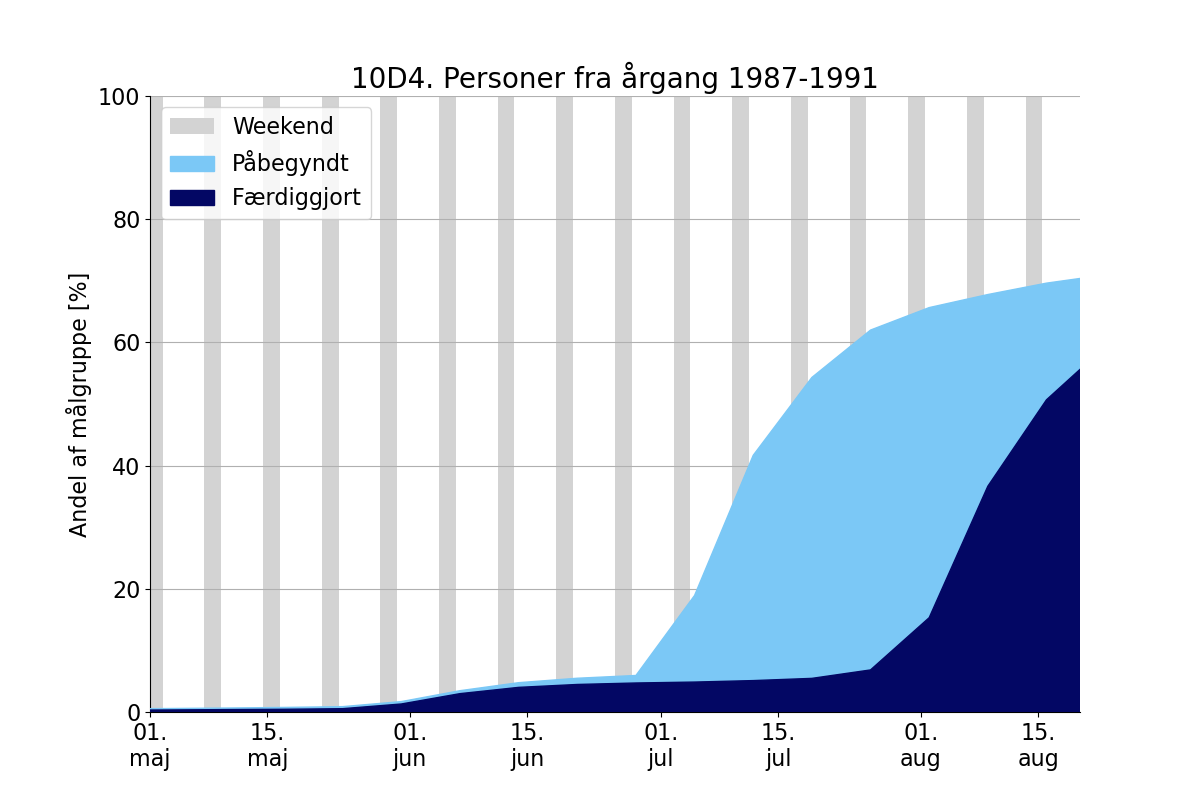 10D4. Personer fra årgang 1987-1991
Weekend
Påbegyndt
Færdiggjort
Andel af målgruppe [%]
100
80
60
40
20
0
01. 15. 01. 15. 01. 15. 01. 15.
maj maj jun jun jul jul aug aug